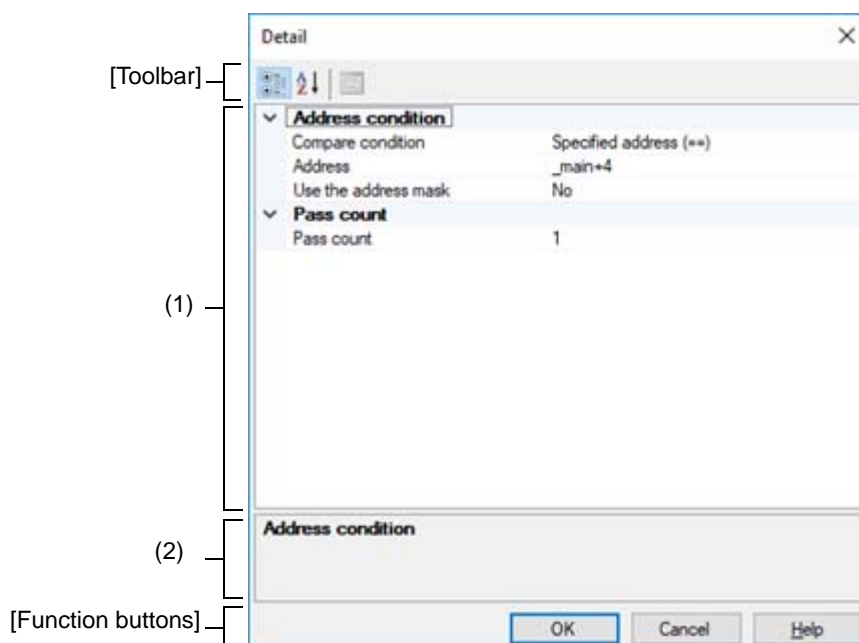 Detail
[Toolbar]
Address condition
Compare condition Specified address (==)
Address _main+4
Use the address mask No
Pass count
Pass count 1
(1)
Address condition
(2)
[Function buttons]
OK Cancel Help